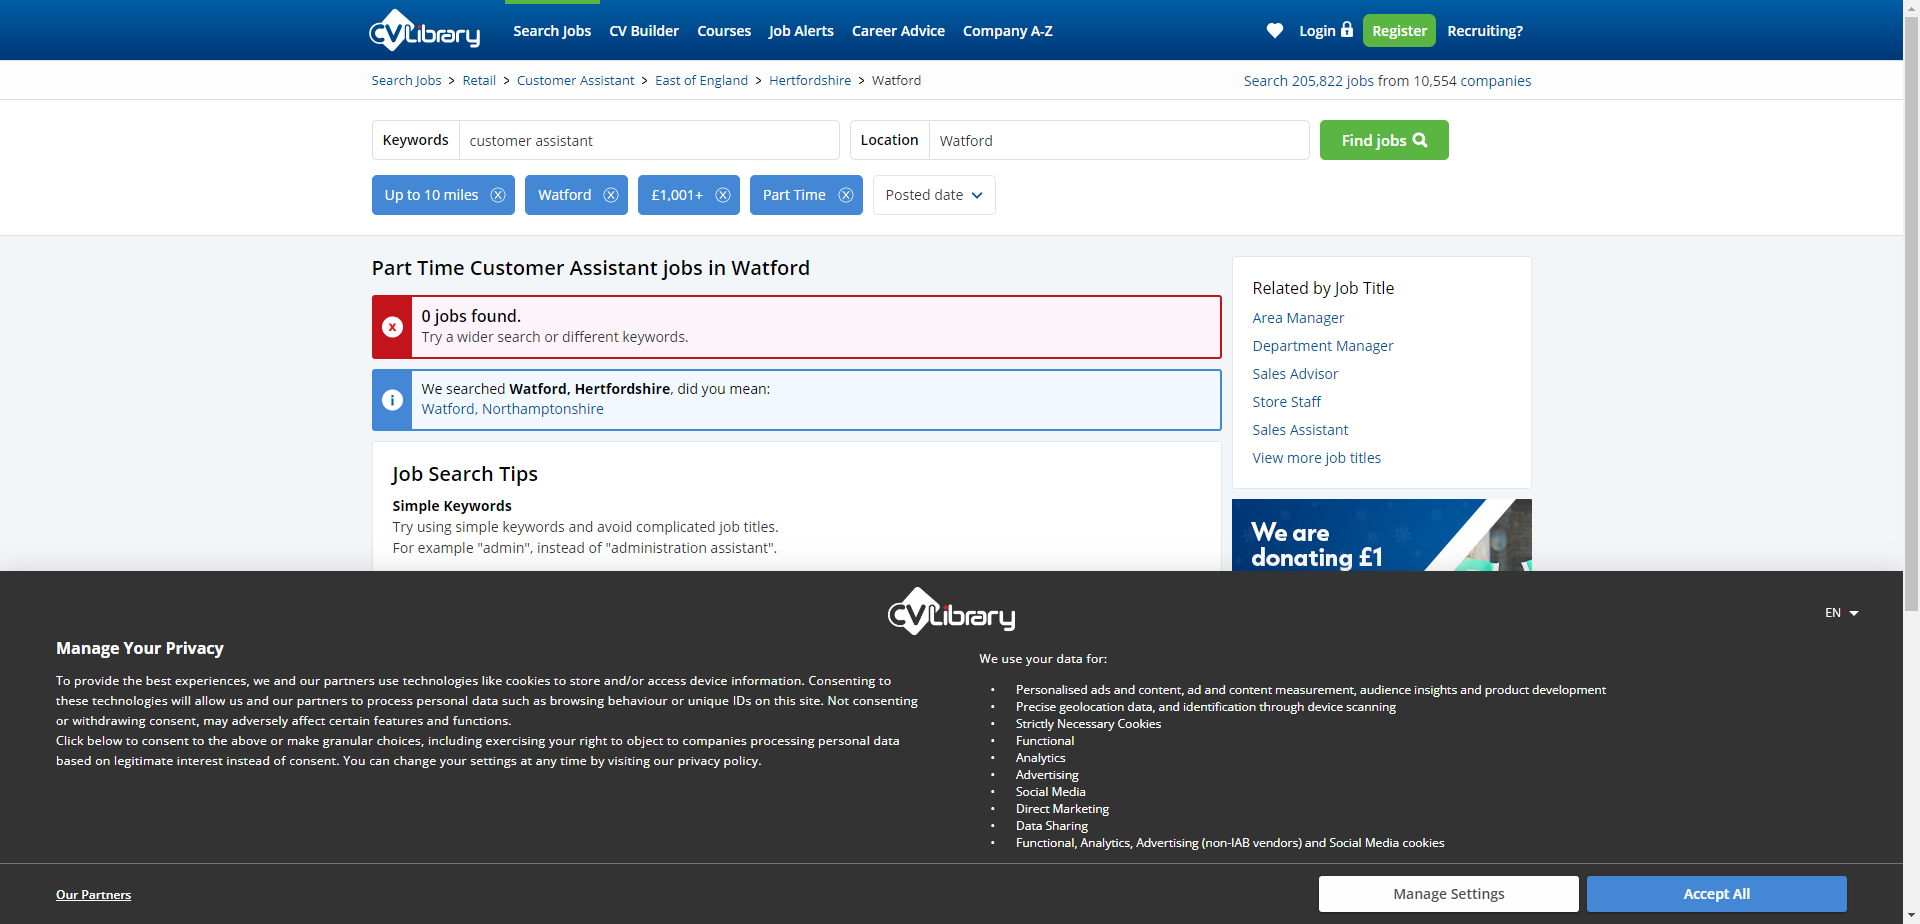 CV Library
Search Jobs CV Builder Courses Job Alerts Career Advice Company A-Z Login Register Recruiting?
Search Jobs > Retail > Customer Assistant > East of England > Hertfordshire > Watford
Search 205,822 jobs from 10,554 companies
Keywords customer assistant Location Watford Find jobs
Up to 10 miles Watford £1,001+ Part Time Posted date
Part Time Customer Assistant jobs in Watford
0 jobs found.
Try a wider search or different keywords.
We searched Watford, Hertfordshire, did you mean:
Watford, Northamptonshire
Job Search Tips
Simple Keywords
Try using simple keywords and avoid complicated job titles.
For example "admin", instead of "administration assistant".
Related by Job Title
Area Manager
Department Manager
Sales Advisor
Store Staff
Sales Assistant
View more job titles
We are
donating £1
CV Library
EN
Manage Your Privacy
To provide the best experiences, we and our partners use technologies like cookies to store and/or access device information. Consenting to
these technologies will allow us and our partners to process personal data such as browsing behaviour or unique IDs on this site. Not consenting
or withdrawing consent, may adversely affect certain features and functions.
Click below to consent to the above or make granular choices, including exercising your right to object to companies processing personal data
based on legitimate interest instead of consent. You can change your settings at any time by visiting our privacy policy.
We use your data for:
• Personalised ads and content, ad and content measurement, audience insights and product development
• Precise geolocation data, and identification through device scanning
• Strictly Necessary Cookies
• Functional
• Analytics
• Advertising
• Social Media
• Direct Marketing
• Data Sharing
• Functional, Analytics, Advertising (non-IAB vendors) and Social Media cookies
Our Partners
Manage Settings
Accept All